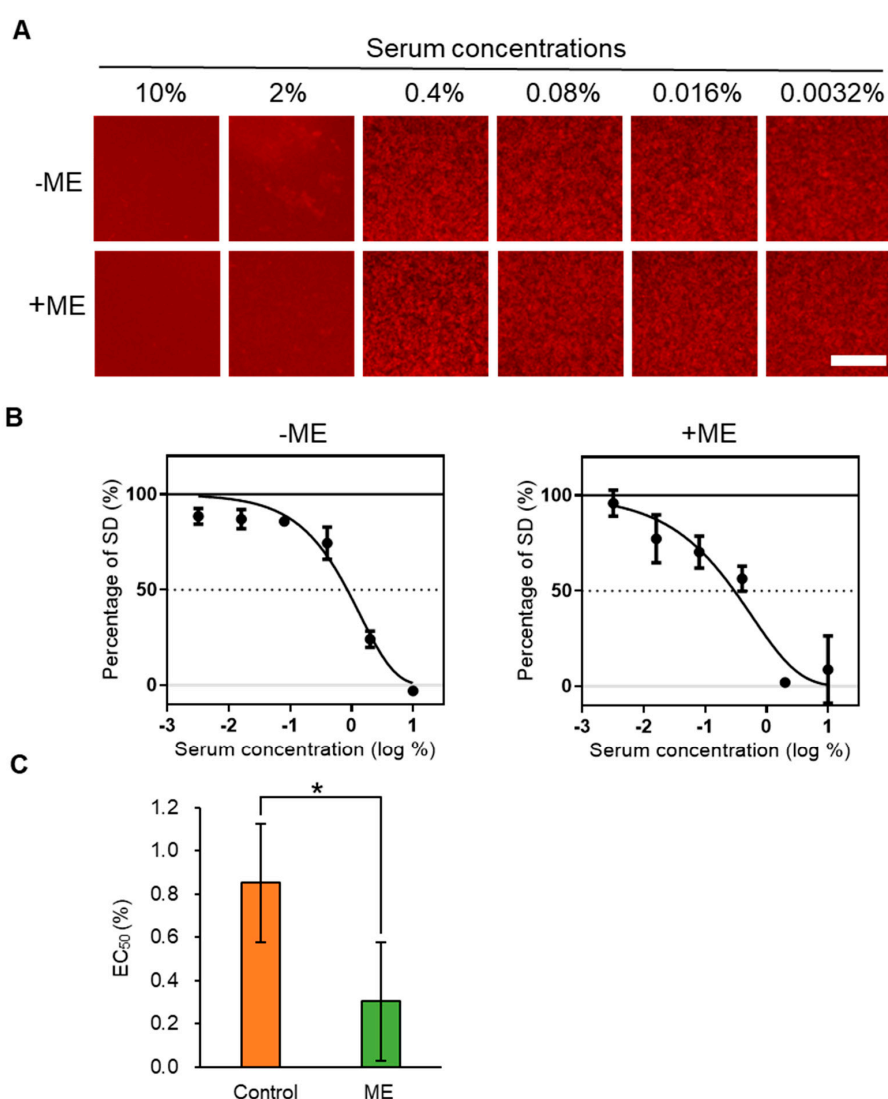 A
Serum concentrations
10% 2% 0.4% 0.08% 0.016% 0.0032%
-ME
+ME
B
-ME +ME
Percentage of SD (%)
100
50
0
-3 -2 -1 0 1
Serum concentration (log %)
Percentage of SD (%)
100
50
0
-3 -2 -1 0 1
Serum concentration (log %)
C
*
EC50 (%)
1.2
1.0
0.8
0.6
0.4
0.2
0.0
Control ME